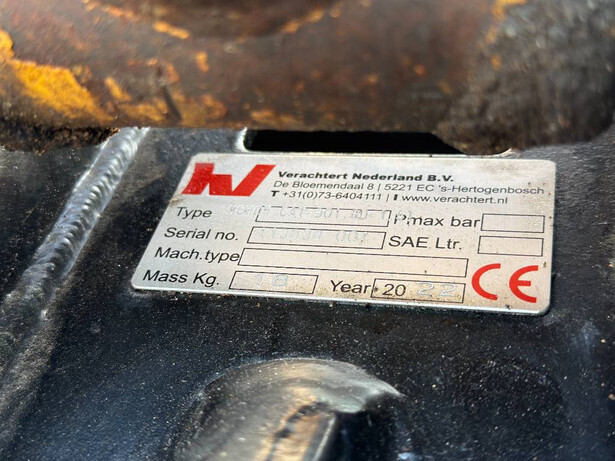 Verachtert Nederland B.V.
De Bloemendaal 8 | 5221 EC 's-Hertogenbosch
T +31(0)73-6404111 | I www.verachtert.nl
Type Pmax bar
Serial no. SAE Ltr.
Mach.type
Mass Kg. Year 20 22
CE